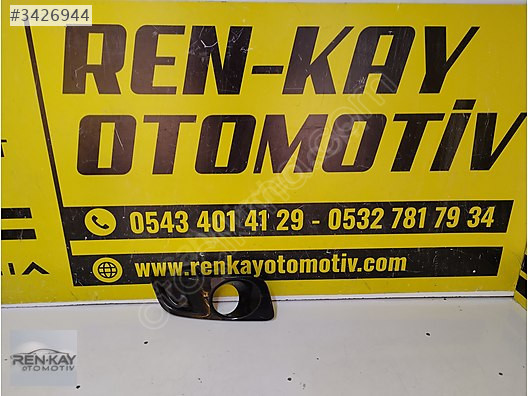 #3426944
REN-KAY
OTOMOTİV
0543 401 41 29 - 0532 781 79 34
www.renkayotomotiv.com
REN-KAY
OTOMOTİV